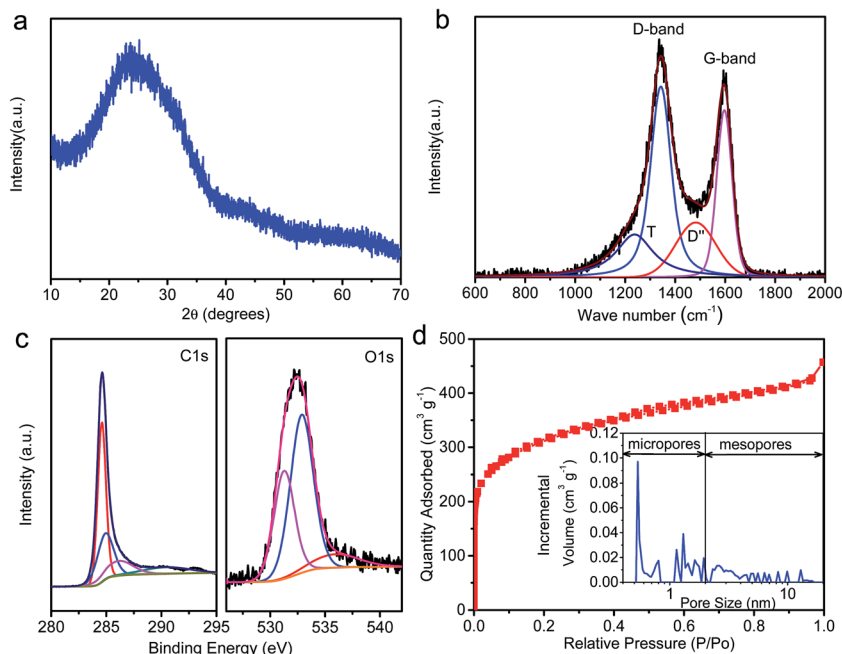 a
Intensity(a.u.)
10 20 30 40 50 60 70
2θ (degrees)
b
D-band
G-band
T
D"
Intensity(a.u.)
600 800 1000 1200 1400 1600 1800 2000
Wave number (cm⁻¹)
c
C1s
O1s
Intensity (a.u.)
280 285 290 295
530 535 540
Binding Energy (eV)
d
500
400
300
200
100
0
Quantity Adsorbed (cm³ g⁻¹)
0.0 0.2 0.4 0.6 0.8 1.0
Relative Pressure (P/Po)
0.12
0.10
0.08
0.06
0.04
0.02
0.00
micropores
mesopores
Incremental
Volume (cm³ g⁻¹)
1 10
Pore Size (nm)